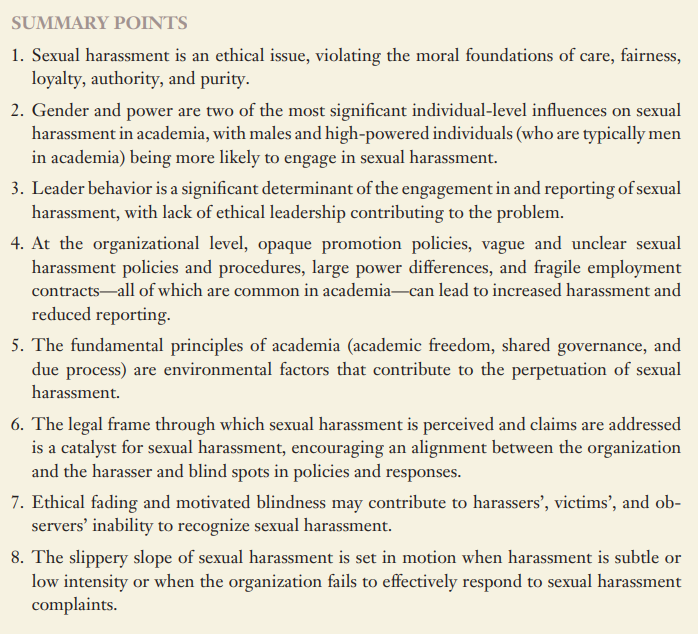 SUMMARY POINTS
1. Sexual harassment is an ethical issue, violating the moral foundations of care, fairness,
loyalty, authority, and purity.
2. Gender and power are two of the most significant individual-level influences on sexual
harassment in academia, with males and high-powered individuals (who are typically men
in academia) being more likely to engage in sexual harassment.
3. Leader behavior is a significant determinant of the engagement in and reporting of sexual
harassment, with lack of ethical leadership contributing to the problem.
4. At the organizational level, opaque promotion policies, vague and unclear sexual
harassment policies and procedures, large power differences, and fragile employment
contracts—all of which are common in academia—can lead to increased harassment and
reduced reporting.
5. The fundamental principles of academia (academic freedom, shared governance, and
due process) are environmental factors that contribute to the perpetuation of sexual
harassment.
6. The legal frame through which sexual harassment is perceived and claims are addressed
is a catalyst for sexual harassment, encouraging an alignment between the organization
and the harasser and blind spots in policies and responses.
7. Ethical fading and motivated blindness may contribute to harassers’, victims’, and ob-
servers’ inability to recognize sexual harassment.
8. The slippery slope of sexual harassment is set in motion when harassment is subtle or
low intensity or when the organization fails to effectively respond to sexual harassment
complaints.